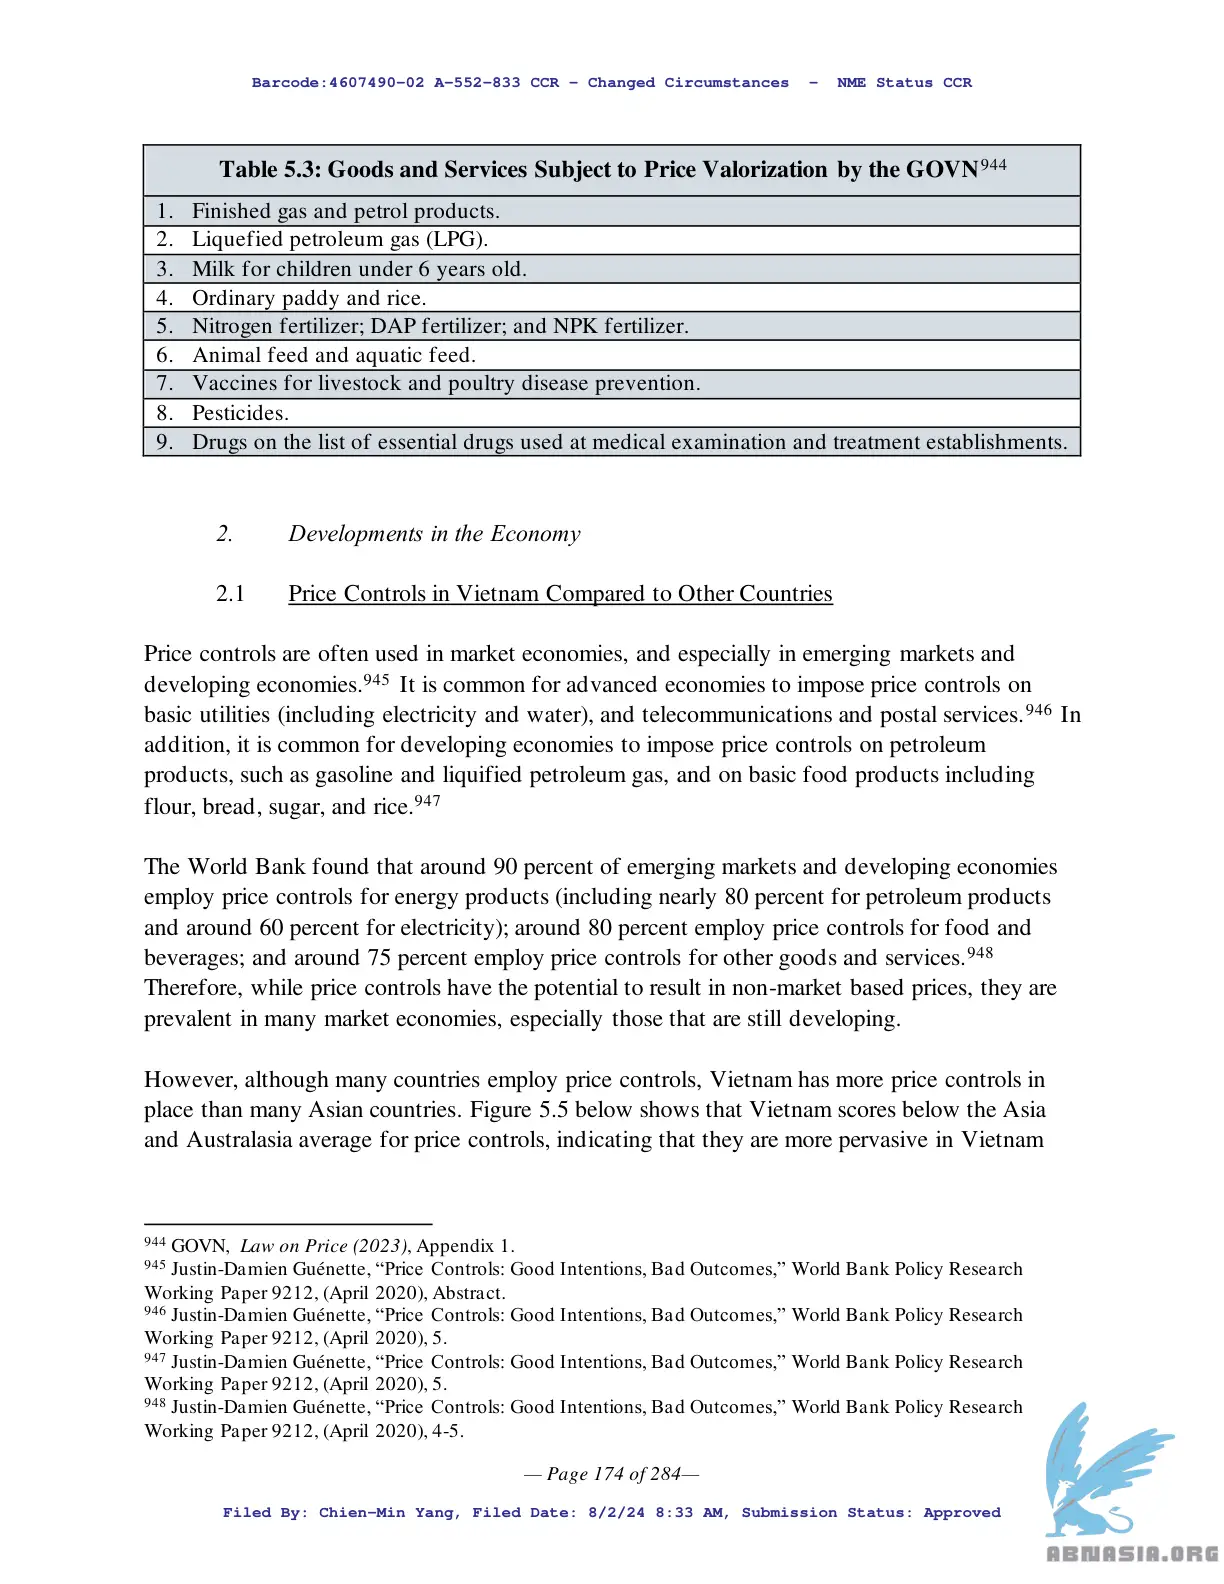 Barcode:4607490-02 A-552-833 CCR - Changed Circumstances - NME Status CCR
Table 5.3: Goods and Services Subject to Price Valorization by the GOVN944
1. Finished gas and petrol products.
2. Liquefied petroleum gas (LPG).
3. Milk for children under 6 years old.
4. Ordinary paddy and rice.
5. Nitrogen fertilizer; DAP fertilizer; and NPK fertilizer.
6. Animal feed and aquatic feed.
7. Vaccines for livestock and poultry disease prevention.
8. Pesticides.
9. Drugs on the list of essential drugs used at medical examination and treatment establishments.
2. Developments in the Economy
2.1 Price Controls in Vietnam Compared to Other Countries
Price controls are often used in market economies, and especially in emerging markets and
developing economies.945 It is common for advanced economies to impose price controls on
basic utilities (including electricity and water), and telecommunications and postal services.946 In
addition, it is common for developing economies to impose price controls on petroleum
products, such as gasoline and liquified petroleum gas, and on basic food products including
flour, bread, sugar, and rice.947
The World Bank found that around 90 percent of emerging markets and developing economies
employ price controls for energy products (including nearly 80 percent for petroleum products
and around 60 percent for electricity); around 80 percent employ price controls for food and
beverages; and around 75 percent employ price controls for other goods and services.948
Therefore, while price controls have the potential to result in non-market based prices, they are
prevalent in many market economies, especially those that are still developing.
However, although many countries employ price controls, Vietnam has more price controls in
place than many Asian countries. Figure 5.5 below shows that Vietnam scores below the Asia
and Australasia average for price controls, indicating that they are more pervasive in Vietnam
944 GOVN, Law on Price (2023), Appendix 1.
945 Justin-Damien Guénette, “Price Controls: Good Intentions, Bad Outcomes,” World Bank Policy Research
Working Paper 9212, (April 2020), Abstract.
946 Justin-Damien Guénette, “Price Controls: Good Intentions, Bad Outcomes,” World Bank Policy Research
Working Paper 9212, (April 2020), 5.
947 Justin-Damien Guénette, “Price Controls: Good Intentions, Bad Outcomes,” World Bank Policy Research
Working Paper 9212, (April 2020), 5.
948 Justin-Damien Guénette, “Price Controls: Good Intentions, Bad Outcomes,” World Bank Policy Research
Working Paper 9212, (April 2020), 4-5.
— Page 174 of 284—
Filed By: Chien-Min Yang, Filed Date: 8/2/24 8:33 AM, Submission Status: Approved
ABNASIA.ORG